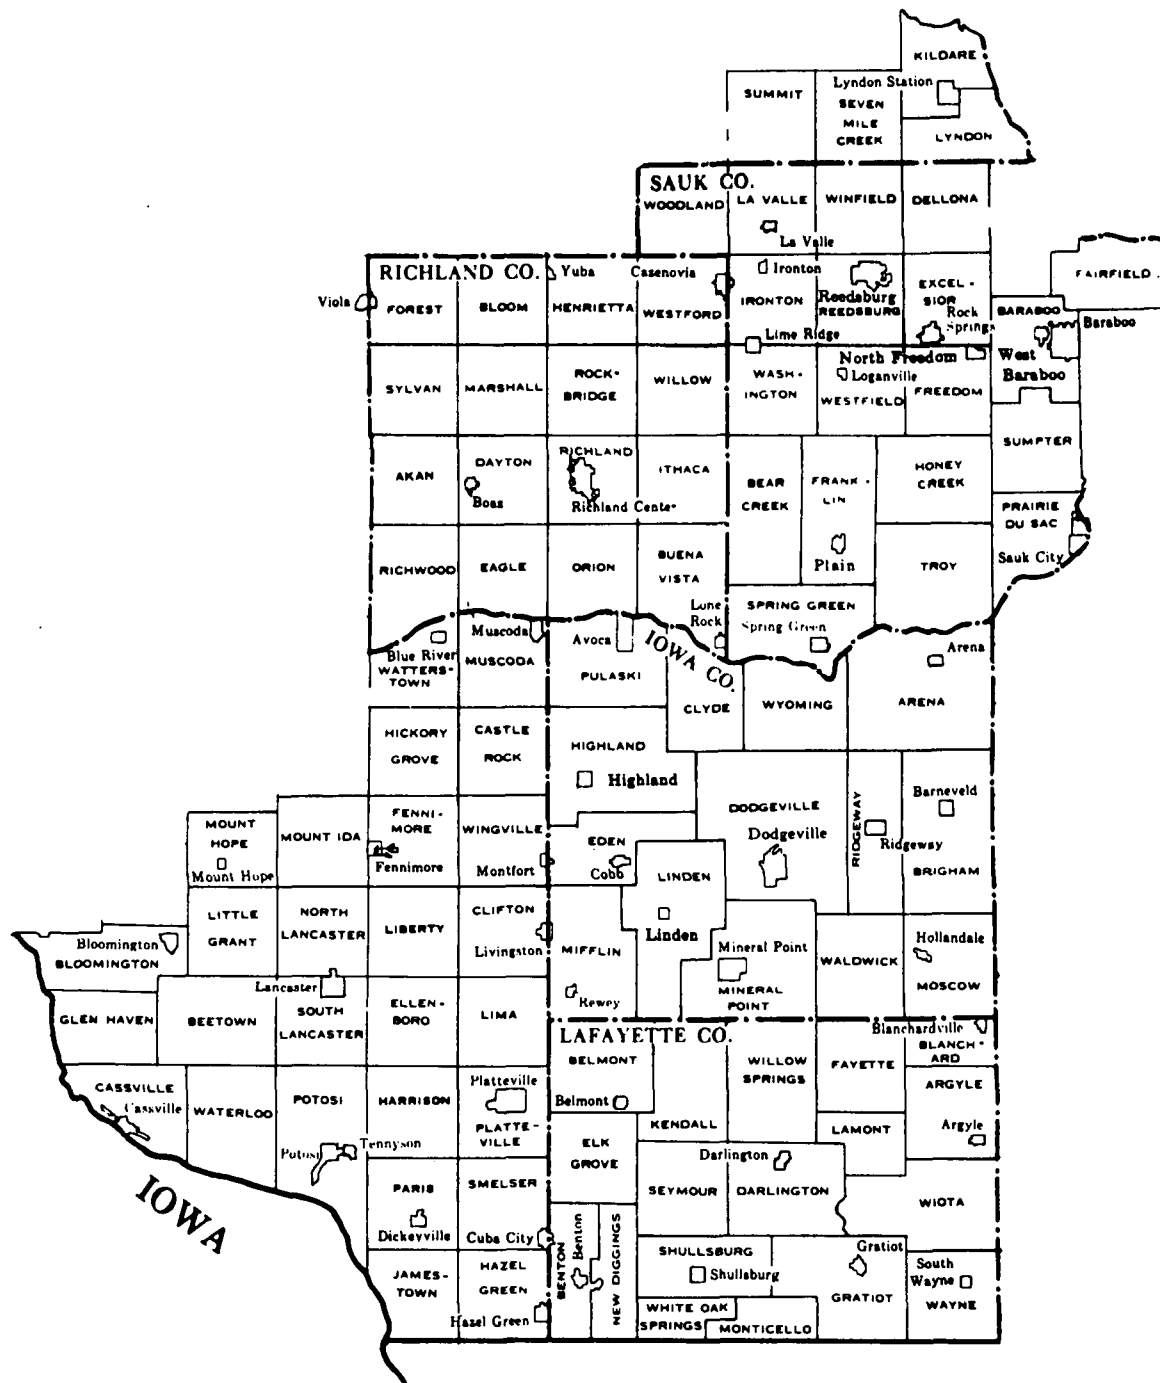 KILDARE
Lyndon Station
SUMMIT
SEVEN
MILE
CREEK
LYNDON
SAUK CO.
WOODLAND
LA VALLE
WINFIELD
DELLONA
La Valle
RICHLAND CO.
Yuba
Casenovia
Ironton
FAIRFIELD
Viola
FOREST
BLOOM
HENRIETTA
WESTFORD
IRONTON
Reedsburg
REEDSBURG
EXCEL-
SIOR
Rock
Springs
BARABOO
Baraboo
Lime Ridge
North Freedom
West
Baraboo
SYLVAN
MARSHALL
ROCK-
BRIDGE
WILLOW
WASH-
INGTON
Loganville
WESTFIELD
FREEDOM
SUMPTER
AKAN
DAYTON
Boaz
RICHLAND
Richland Cente
ITHACA
BEAR
CREEK
FRANK-
LIN
Plain
HONEY
CREEK
PRAIRIE
DU SAC
Sauk City
RICHWOOD
EAGLE
ORION
BUENA
VISTA
TROY
Lone
Rock
SPRING GREEN
Spring Green
Muscoda
Avoca
IOWA CO.
Arena
Blue River
WATTERS-
TOWN
MUSCODA
PULASKI
CLYDE
WYOMING
ARENA
HICKORY
GROVE
CASTLE
ROCK
HIGHLAND
Highland
DODGEVILLE
Dodgeville
RIDGEWAY
Ridgeway
Barneveld
BRIGHAM
MOUNT
HOPE
Mount Hope
MOUNT IDA
FENNI-
MORE
Fennimore
WINGVILLE
Montfort
EDEN
Cobb
LINDEN
Linden
LITTLE
GRANT
NORTH
LANCASTER
LIBERTY
CLIFTON
Livingston
MIFFLIN
Rewey
Mineral Point
MINERAL
POINT
WALDWICK
Hollandale
MOSCOW
Bloomington
BLOOMINGTON
Lancaster
GLEN HAVEN
BEETOWN
SOUTH
LANCASTER
ELLEN-
BORO
LIMA
LAFAYETTE CO.
Blanchardville
BLANCH-
ARD
BELMONT
Belmont
WILLOW
SPRINGS
FAYETTE
ARGYLE
Argyle
CASSVILLE
Cassville
WATERLOO
POTOSI
Potosi
Tennyson
HARRISON
Platteville
PLATTE-
VILLE
KENDALL
LAMONT
ELK
GROVE
Darlington
DARLINGTON
SEYMOUR
WIOTA
IOWA
PARIS
Dickeyville
SMELSER
Cuba City
BENTON
Benton
NEW DIGGINGS
SHULLSBURG
Shullsburg
Gratiot
GRATIOT
South
Wayne
WAYNE
JAMES-
TOWN
HAZEL
GREEN
Hazel Green
WHITE OAK
SPRINGS
MONTICELLO